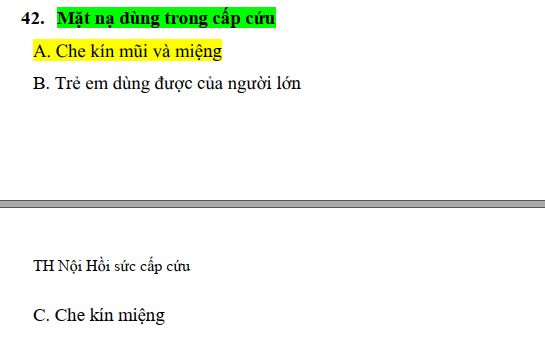 42. Mặt nạ dùng trong cấp cứu
A. Che kín mũi và miệng
B. Trẻ em dùng được của người lớn
TH Nội Hồi sức cấp cứu
C. Che kín miệng